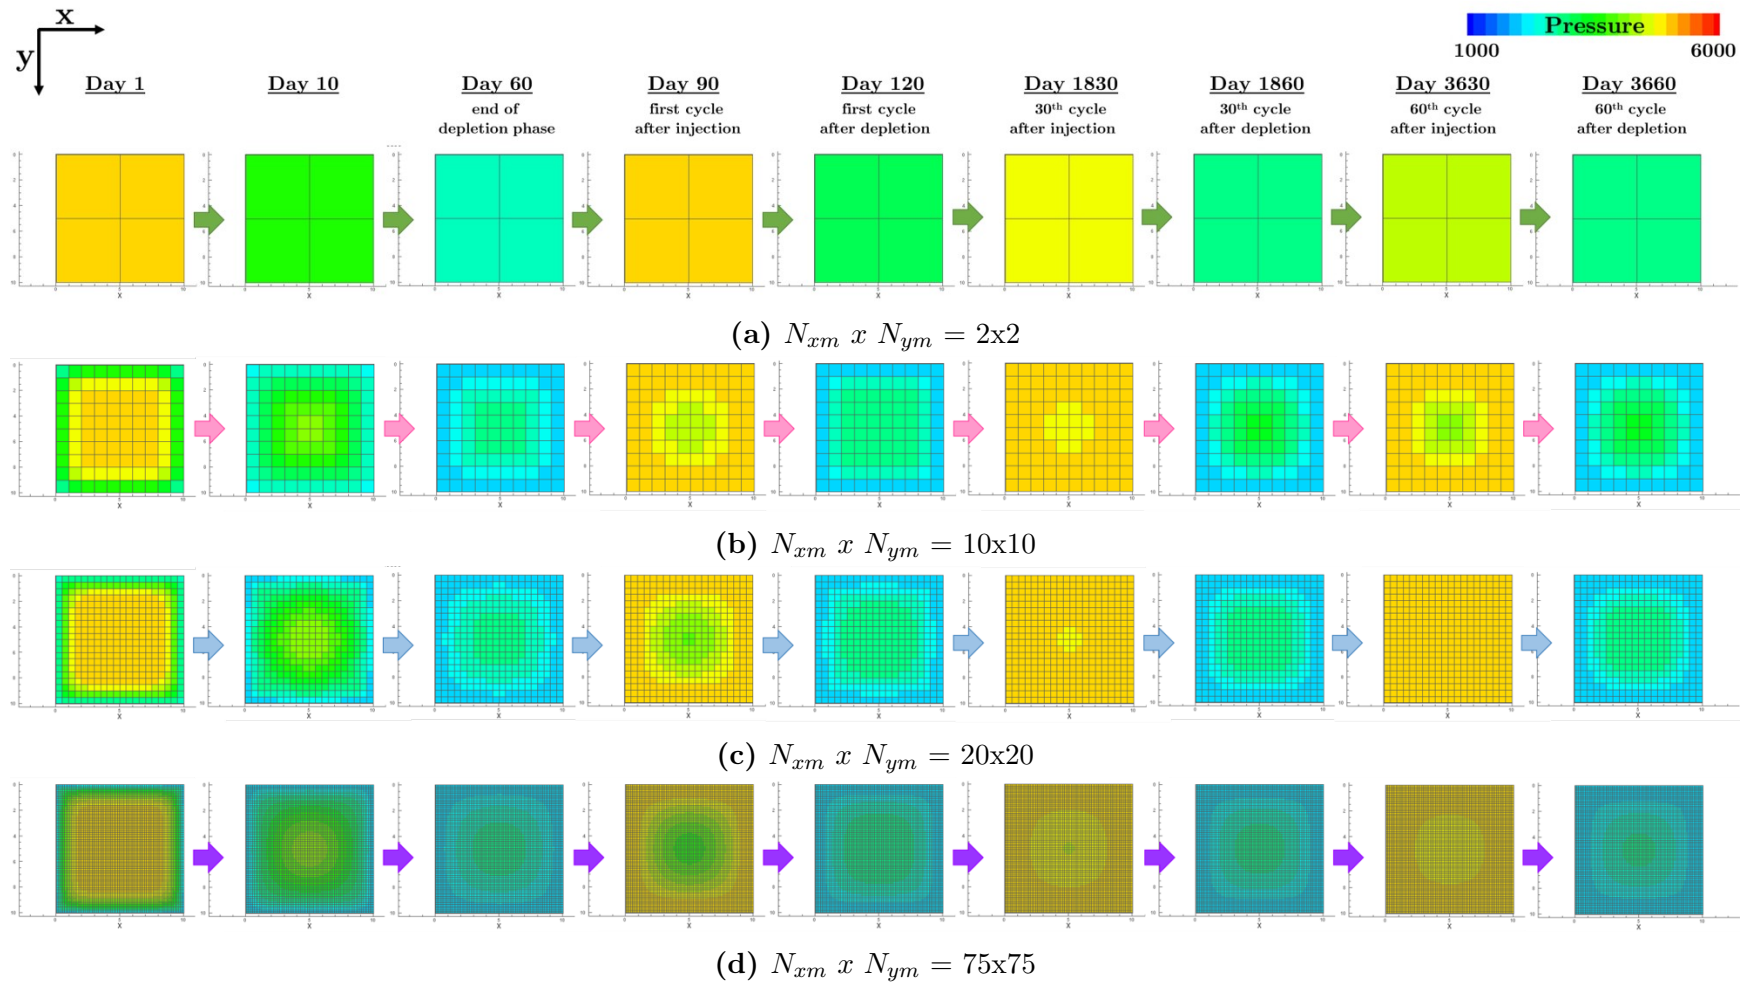 x
y
Pressure
1000 6000
Day 1 Day 10 Day 60 Day 90 Day 120 Day 1830 Day 1860 Day 3630 Day 3660
end of first cycle first cycle 30th cycle 30th cycle 60th cycle 60th cycle
depletion phase after injection after depletion after injection after depletion after injection after depletion
X X X X X X X X X
(a) Nxm x Nym = 2x2
X X X X X X X X X
(b) Nxm x Nym = 10x10
X X X X X X X X X
(c) Nxm x Nym = 20x20
X X X X X X X X X
(d) Nxm x Nym = 75x75